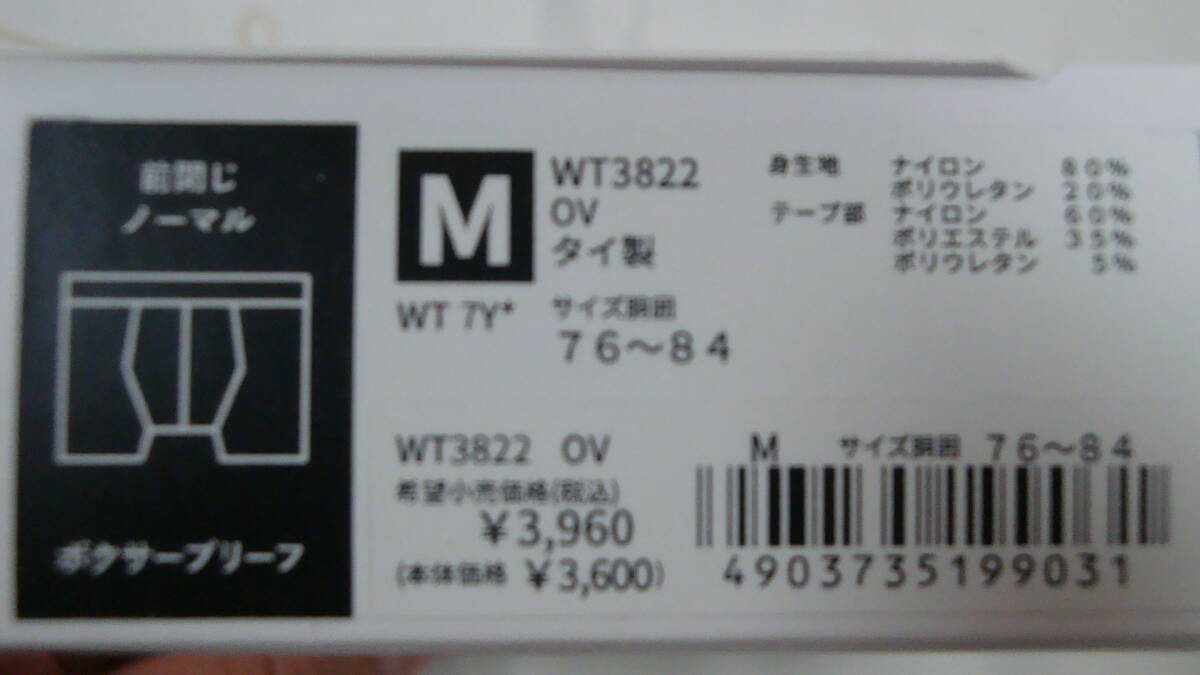 前閉じ
ノーマル
ボクサーブリーフ
M
WT3822
OV
タイ製
WT 7Y*
サイズ胴囲
76～84
身生地 ナイロン 80%
ポリウレタン 20%
テープ部 ナイロン 60%
ポリエステル 35%
ポリウレタン 5%
WT3822 OV
希望小売価格(税込)
¥3,960
(本体価格 ¥3,600)
M サイズ胴囲 76～84
4903735199031